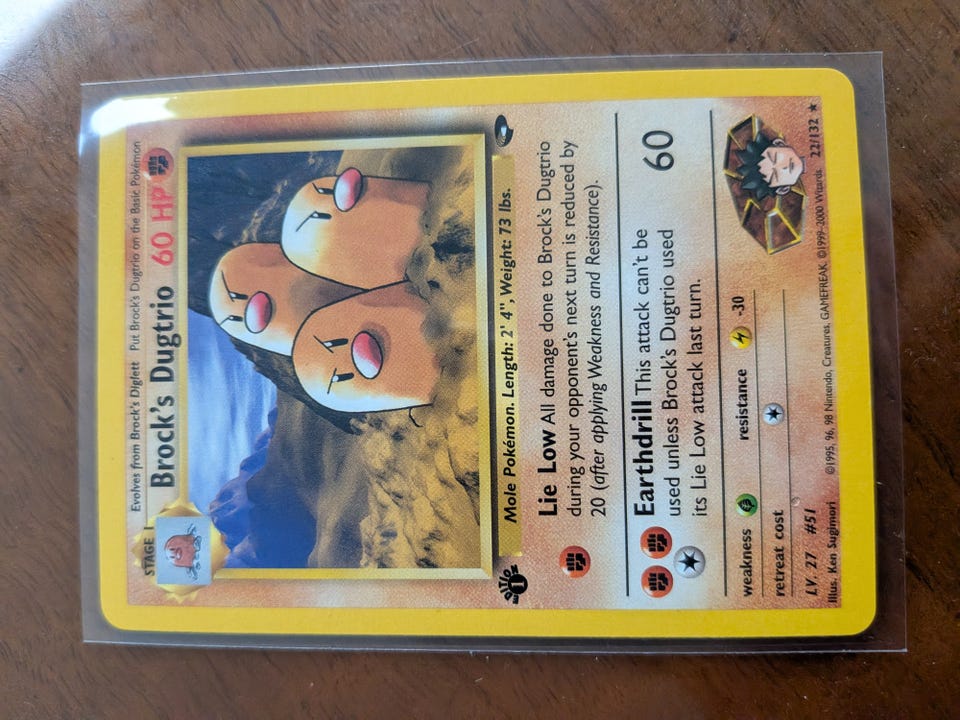 Evolves from Brock's Diglett Put Brock's Dugtrio on the Basic Pokémon
STAGE 1
Brock's Dugtrio 60 HP
Mole Pokémon. Length: 2' 4", Weight: 73 lbs.
1
Lie Low All damage done to Brock's Dugtrio
during your opponent's next turn is reduced by
20 (after applying Weakness and Resistance).
Earthdrill This attack can't be 60
used unless Brock's Dugtrio used
its Lie Low attack last turn.
weakness resistance -30
retreat cost
LV. 27 #51
Illus. Ken Sugimori ©1995, 96, 98 Nintendo, Creatures, GAMEFREAK. ©1999-2000 Wizards. 22/132 ★